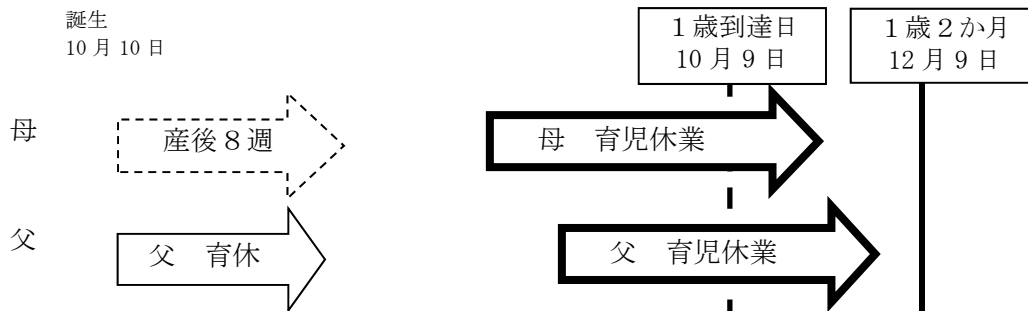 誕生
10月10日
１歳到達日
10月９日
１歳２か月
12月９日
母
産後８週
母　育児休業
父
父　育休
父　育児休業